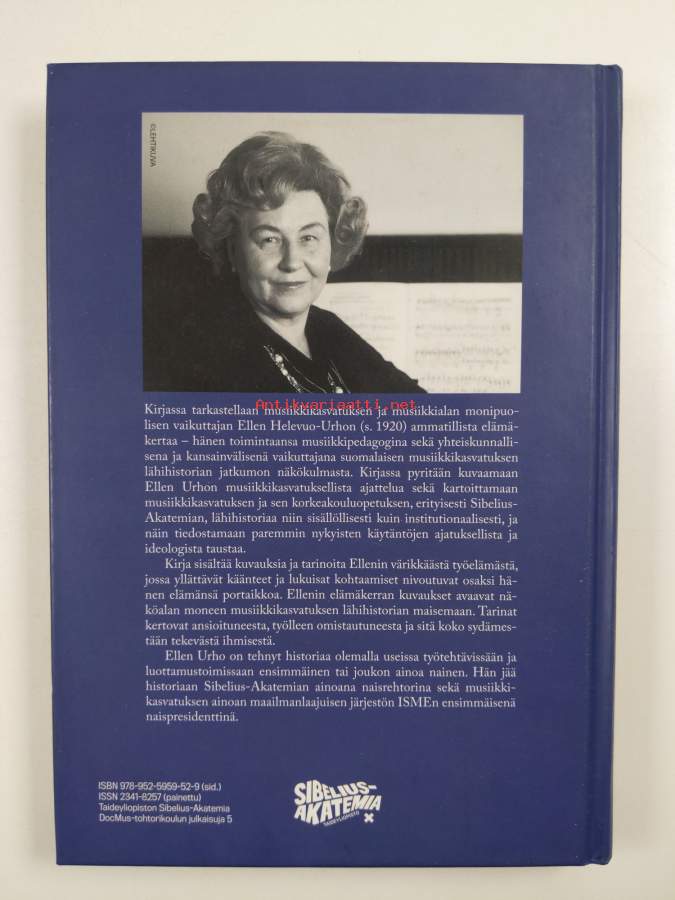 ©LEHTIKUVA
Antikvariaatti.net
Kirjassa tarkastellaan musiikkikasvatuksen ja musiikkialan monipuo-
lisen vaikuttajan Ellen Helevuo-Urhon (s. 1920) ammatillista elämä-
kertaa – hänen toimintaansa musiikkipedagogina sekä yhteiskunnalli-
sena ja kansainvälisenä vaikuttajana suomalaisen musiikkikasvatuksen
lähihistorian jatkumon näkökulmasta. Kirjassa pyritään kuvaamaan
Ellen Urhon musiikkikasvatuksellista ajattelua sekä kartoittamaan
musiikkikasvatuksen ja sen korkeakouluopetuksen, erityisesti Sibelius-
Akatemian, lähihistoriaa niin sisällöllisesti kuin institutionaalisesti, ja
näin tiedostamaan paremmin nykyisten käytäntöjen ajatuksellista ja
ideologista taustaa.
Kirja sisältää kuvauksia ja tarinoita Ellenin värikkäästä työelämästä,
jossa yllättävät käänteet ja lukuisat kohtaamiset nivoutuvat osaksi hä-
nen elämänsä portaikkoa. Ellenin elämäkerran kuvaukset avaavat nä-
köalan moneen musiikkikasvatuksen lähihistorian maisemaan. Tarinat
kertovat ansioituneesta, työlleen omistautuneesta ja sitä koko sydämes-
tään tekevästä ihmisestä.
Ellen Urho on tehnyt historiaa olemalla useissa työtehtävissään ja
luottamustoimissaan ensimmäinen tai joukon ainoa nainen. Hän jää
historiaan Sibelius-Akatemian ainoana naisrehtorina sekä musiikki-
kasvatuksen ainoan maailmanlaajuisen järjestön ISMEn ensimmäisenä
naispresidenttinä.
ISBN 978-952-5959-52-9 (sid.)
ISSN 2341-8257 (painettu)
Taideyliopiston Sibelius-Akatemia
DocMus-tohtorikoulun julkaisuja 5
SIBELIUS-
AKATEMIA
TAIDEYLIOPISTO